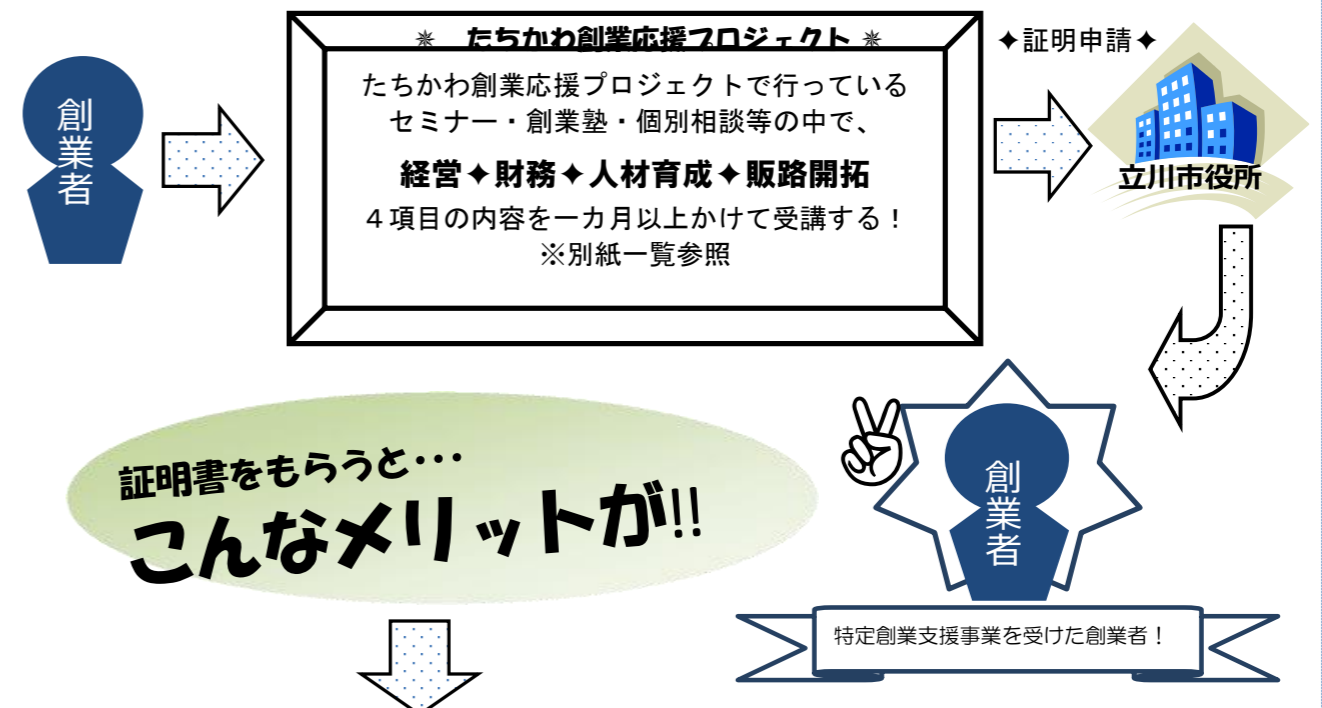 創業者
✴ たちかわ創業応援プロジェクト ✴
たちかわ創業応援プロジェクトで行っている
セミナー・創業塾・個別相談等の中で、
経営✦財務✦人材育成✦販路開拓
４項目の内容を一カ月以上かけて受講する！
※別紙一覧参照
✦証明申請✦
立川市役所
証明書をもらうと･･･
こんなメリットが!!
創業者
特定創業支援事業を受けた創業者！